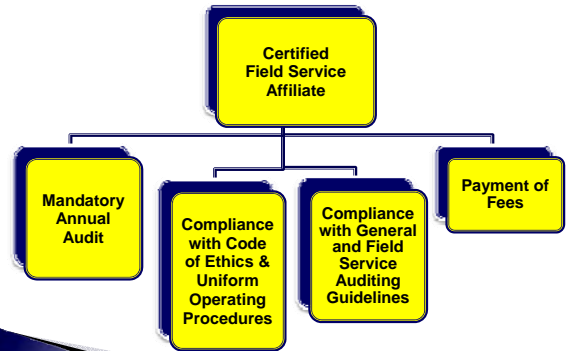 Certified
Field Service
Affiliate
Mandatory
Annual
Audit
Compliance
with Code
of Ethics &
Uniform
Operating
Procedures
Compliance
with General
and Field
Service
Auditing
Guidelines
Payment of
Fees